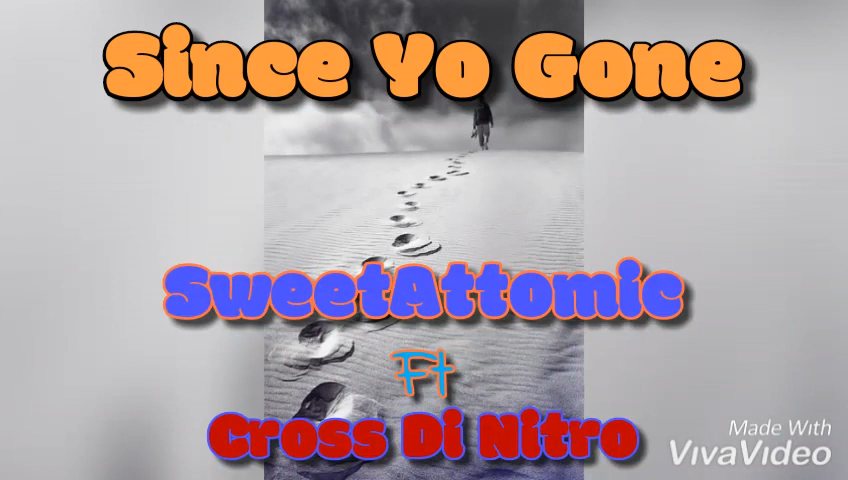 Since Yo Gone
SweetAttomic
Ft
Cross Di Nitro
Made With
VivaVideo